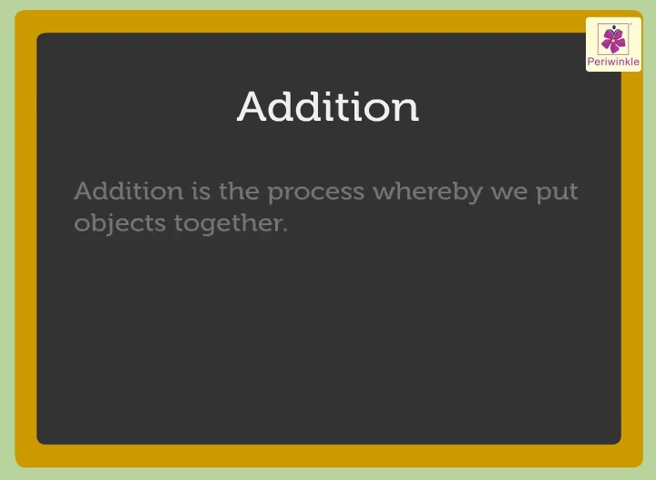 Periwinkle
Addition
Addition is the process whereby we put
objects together.